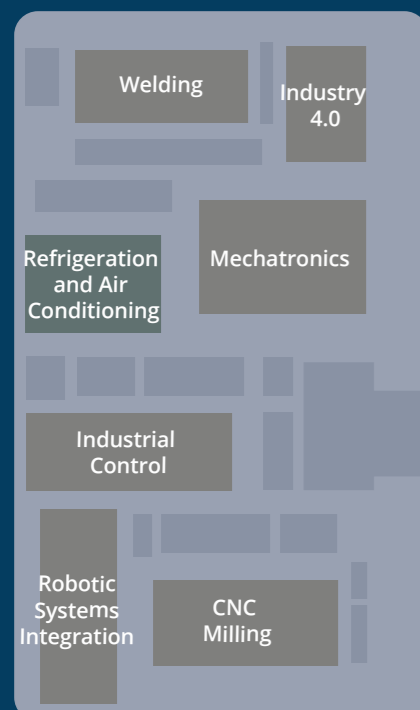 Welding
Industry
4.0
Refrigeration
and Air
Conditioning
Mechatronics
Industrial
Control
Robotic
Systems
Integration
CNC
Milling